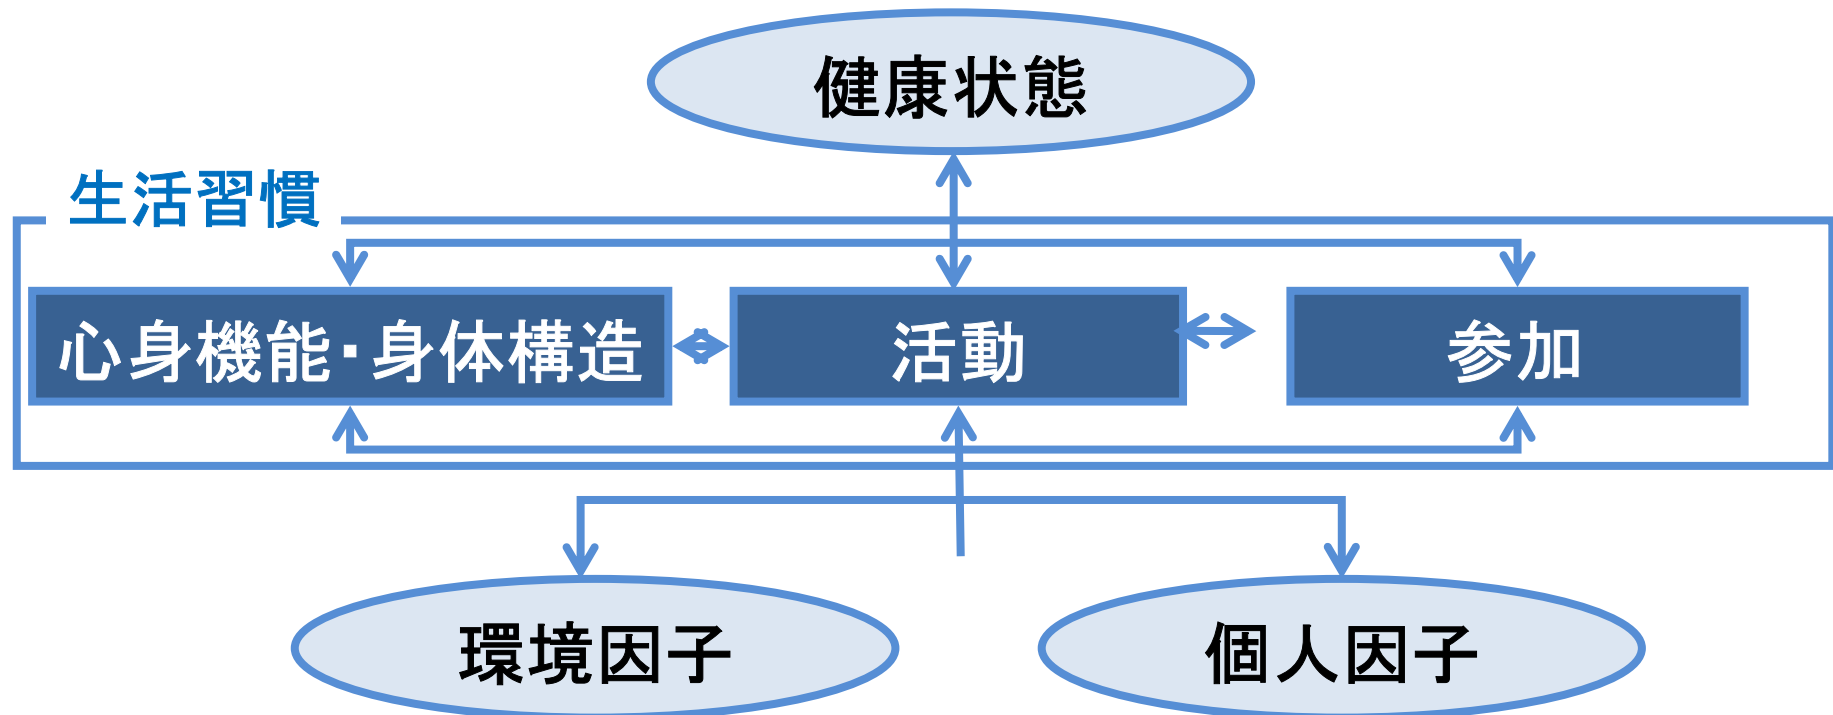 健康状態
生活習慣
心身機能・身体構造
活動
参加
環境因子
個人因子